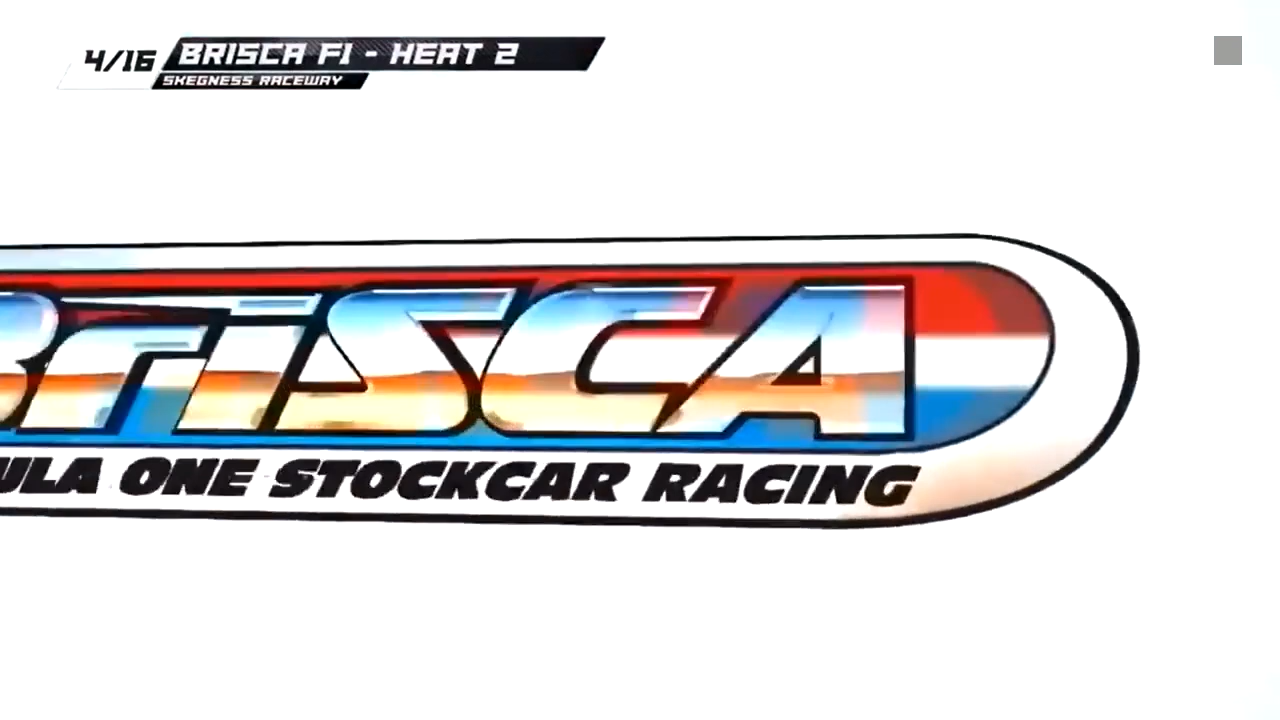 4/16 BRISCA F1 - HEAT 2
SKEGNESS RACEWAY
BriSCA
ULA ONE STOCKCAR RACING